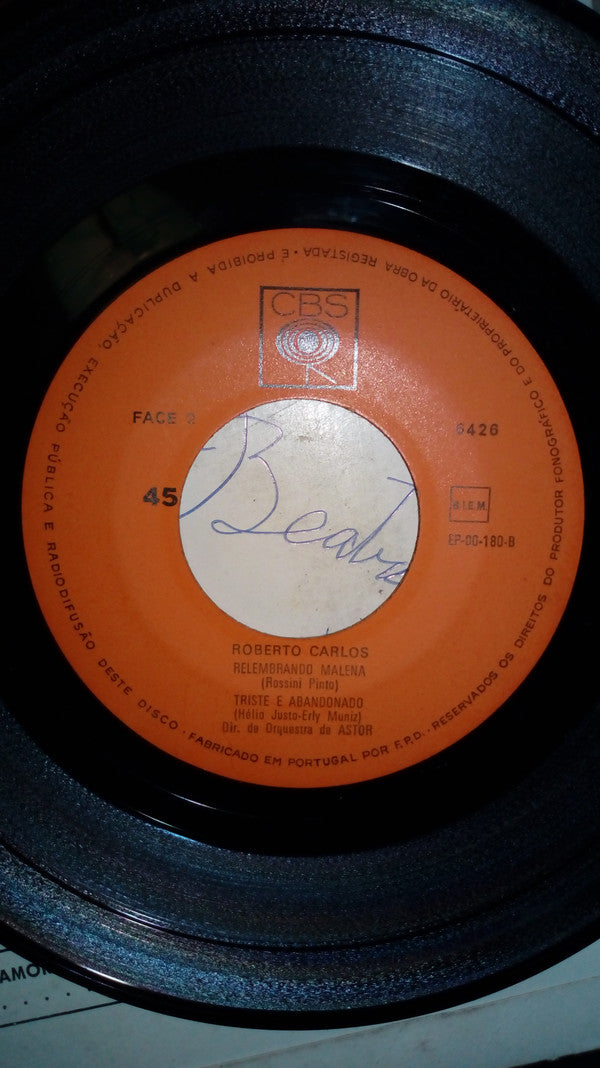 CBS
FACE 2
6426
45
B.I.E.M.
EP-00-180-B
ROBERTO CARLOS
RELEMBRANDO MALENA
(Rossini Pinto)
TRISTE E ABANDONADO
(Hélio Justo-Erly Muniz)
Dir. de Orquestra de ASTOR
É PROIBIDA A DUPLICAÇÃO, EXECUÇÃO PÚBLICA E RADIODIFUSÃO DESTE DISCO · FABRICADO EM PORTUGAL POR F.P.D. · RESERVADOS OS DIREITOS DO PRODUTOR FONOGRÁFICO E DO PROPRIETÁRIO DA OBRA REGISTADA ·